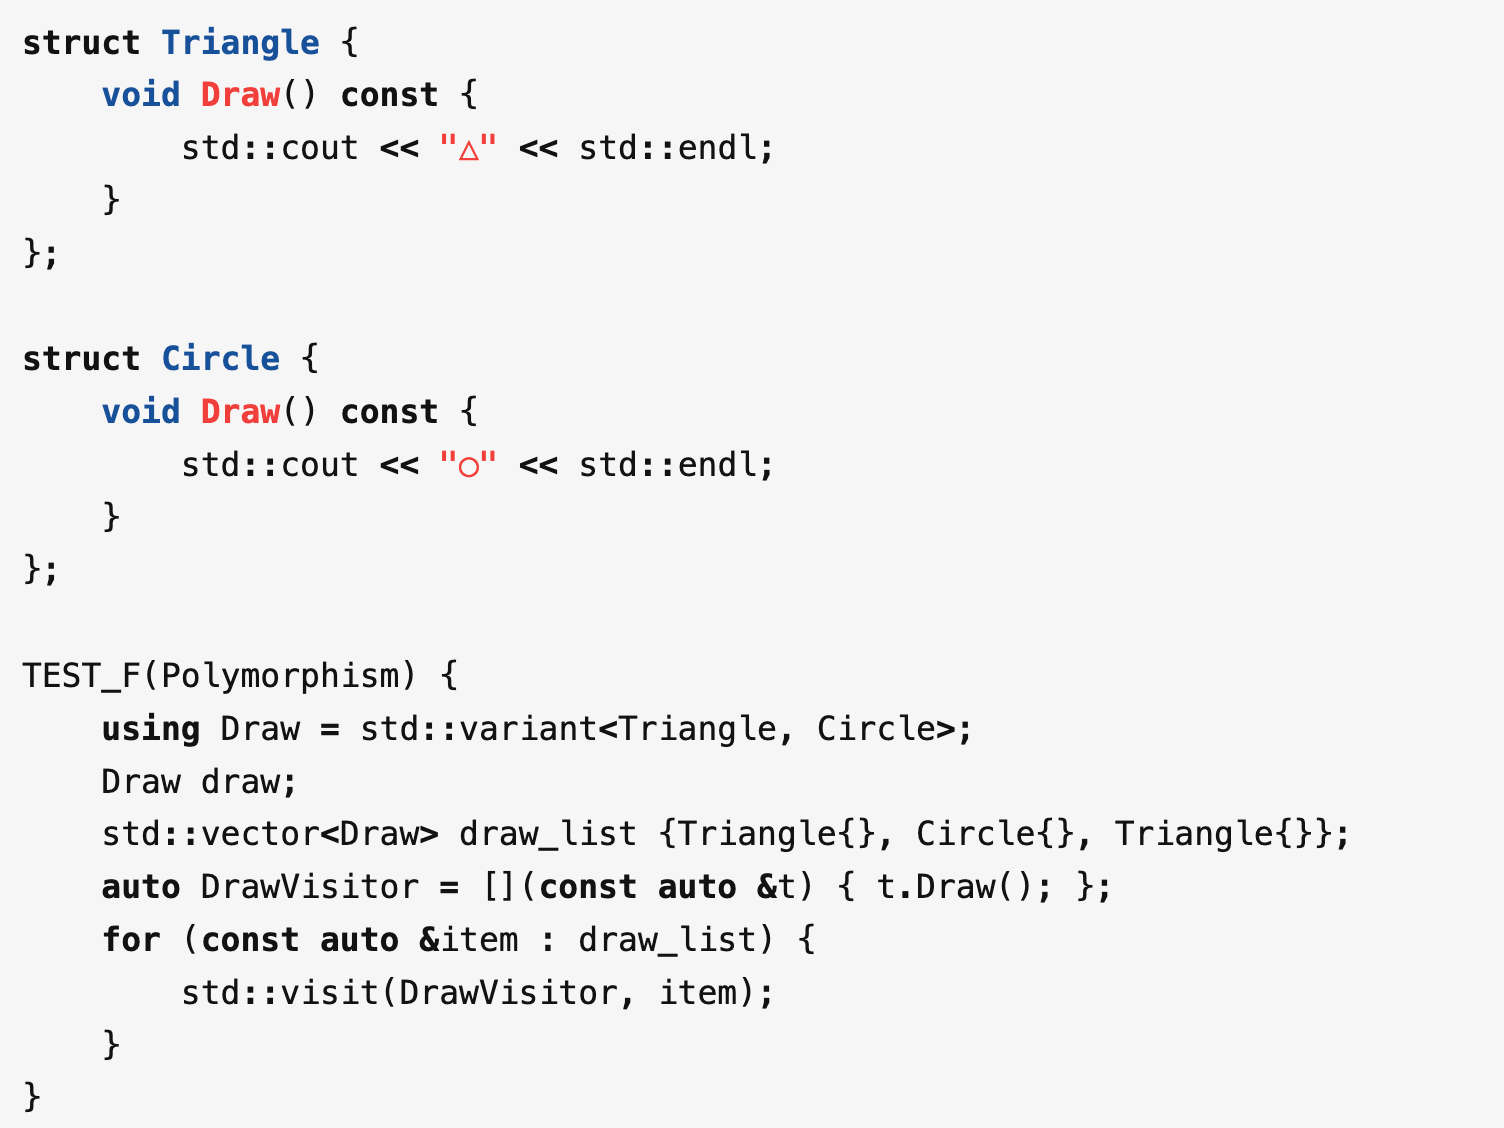 struct Triangle {
    void Draw() const {
        std::cout << "△" << std::endl;
    }
};

struct Circle {
    void Draw() const {
        std::cout << "○" << std::endl;
    }
};

TEST_F(Polymorphism) {
    using Draw = std::variant<Triangle, Circle>;
    Draw draw;
    std::vector<Draw> draw_list {Triangle{}, Circle{}, Triangle{}};
    auto DrawVisitor = [](const auto &t) { t.Draw(); };
    for (const auto &item : draw_list) {
        std::visit(DrawVisitor, item);
    }
}